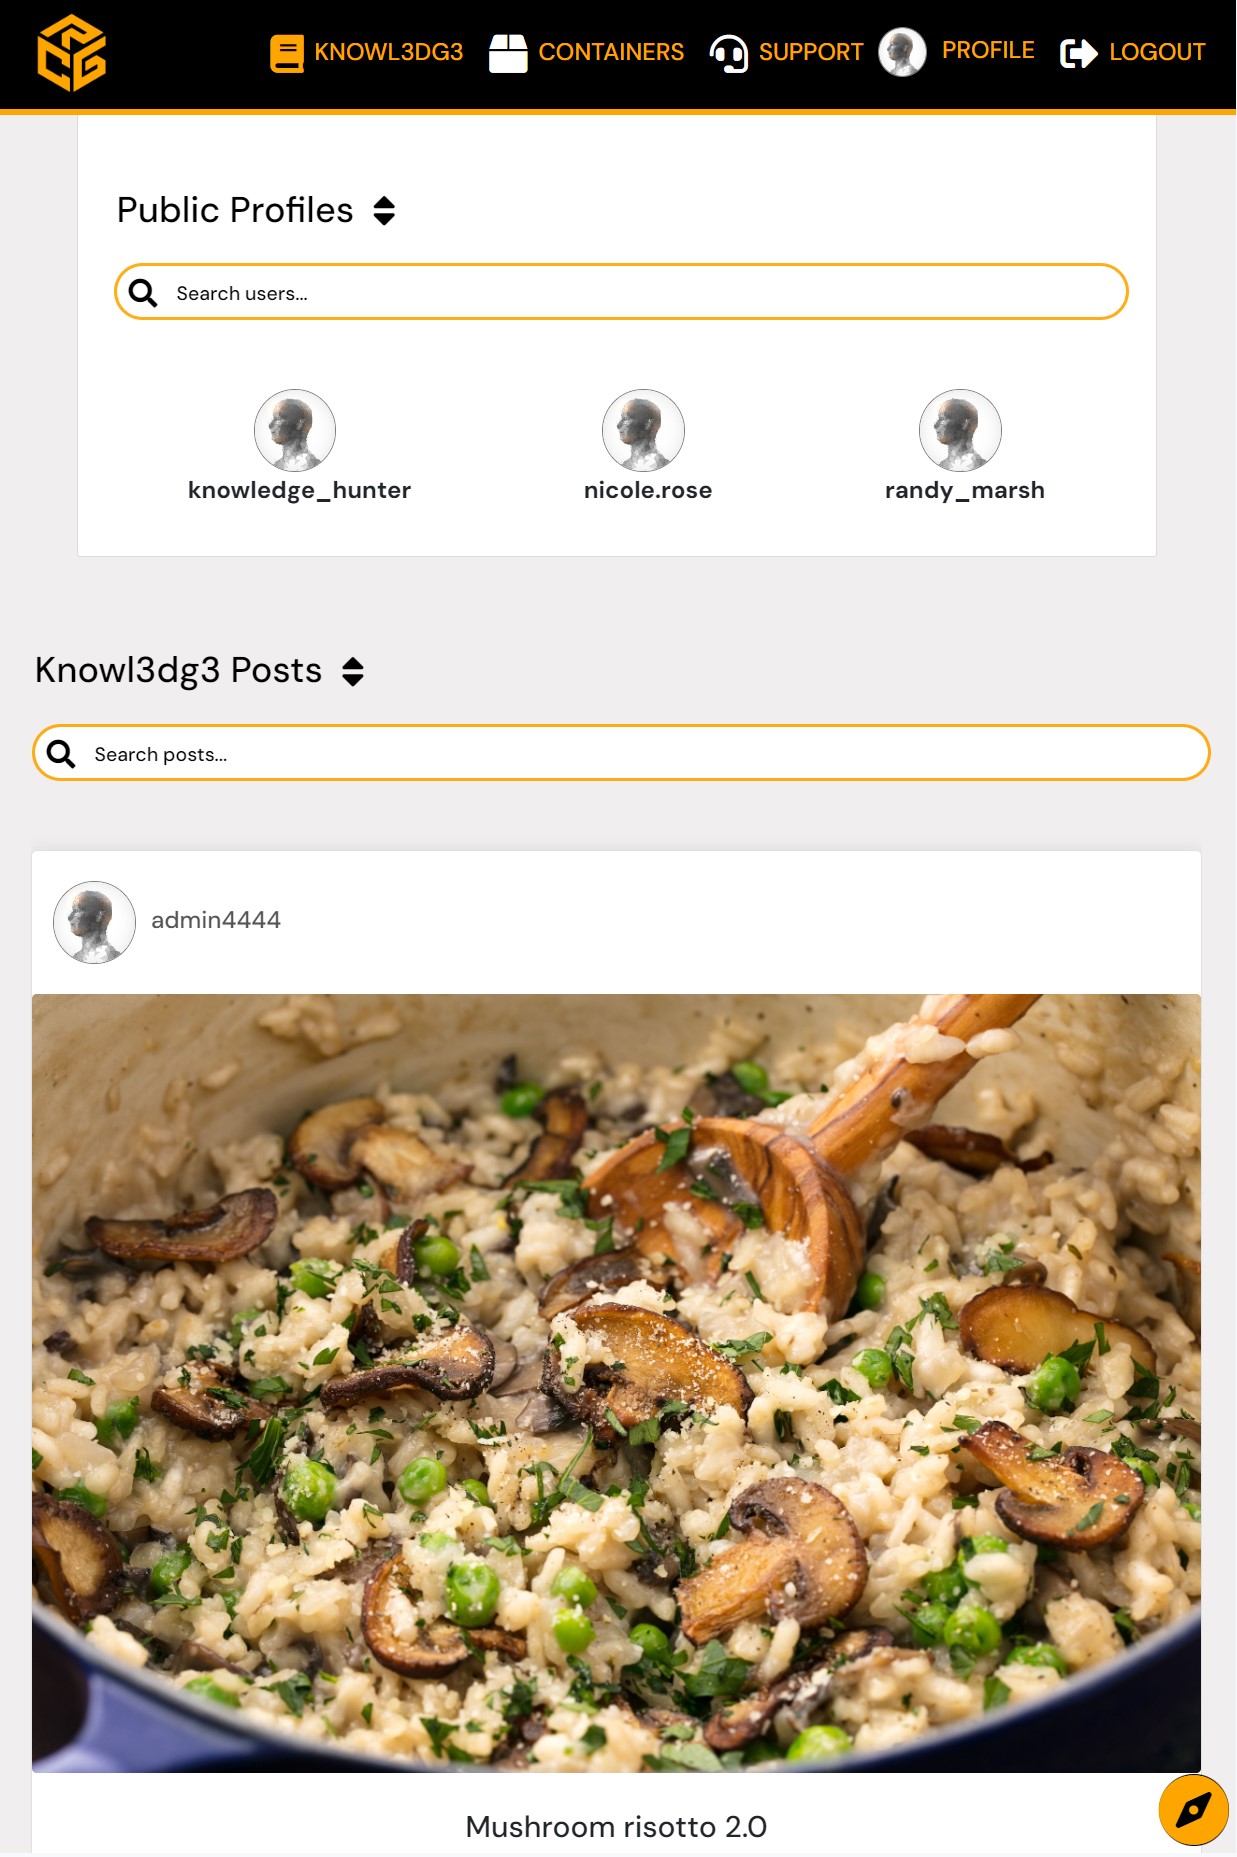 KNOWL3DG3 CONTAINERS SUPPORT PROFILE LOGOUT
Public Profiles
Search users...
knowledge_hunter nicole.rose randy_marsh
Knowl3dg3 Posts
Search posts...
admin4444
Mushroom risotto 2.0